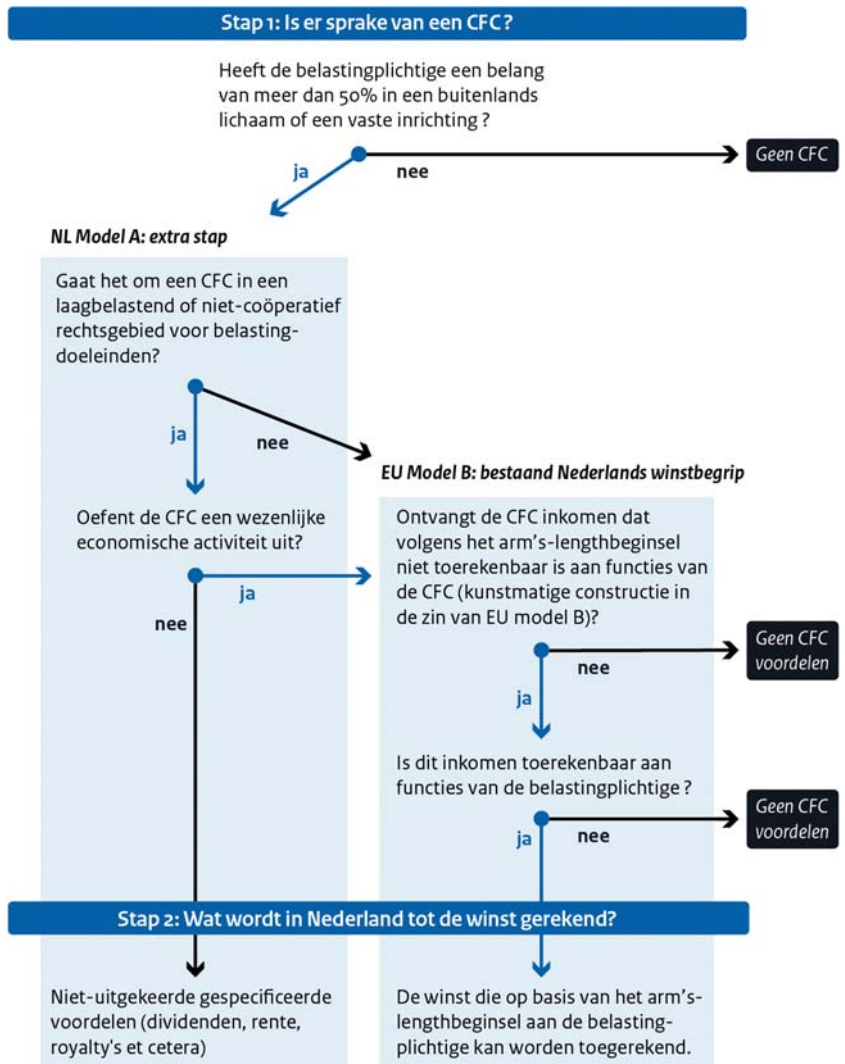 Stap 1: Is er sprake van een CFC?
Heeft de belastingplichtige een belang
van meer dan 50% in een buitenlands
lichaam of een vaste inrichting ?
ja
nee
Geen CFC
NL Model A: extra stap
Gaat het om een CFC in een
laagbelastend of niet-coöperatief
rechtsgebied voor belasting-
doeleinden?
ja
nee
EU Model B: bestaand Nederlands winstbegrip
Oefent de CFC een wezenlijke
economische activiteit uit?
ja
nee
Ontvangt de CFC inkomen dat
volgens het arm's-lengthbeginsel
niet toerekenbaar is aan functies van
de CFC (kunstmatige constructie in
de zin van EU model B)?
nee
Geen CFC
voordelen
ja
Is dit inkomen toerekenbaar aan
functies van de belastingplichtige ?
ja
nee
Geen CFC
voordelen
Stap 2: Wat wordt in Nederland tot de winst gerekend?
Niet-uitgekeerde gespecificeerde
voordelen (dividenden, rente,
royalty's et cetera)
De winst die op basis van het arm's-
lengthbeginsel aan de belasting-
plichtige kan worden toegerekend.